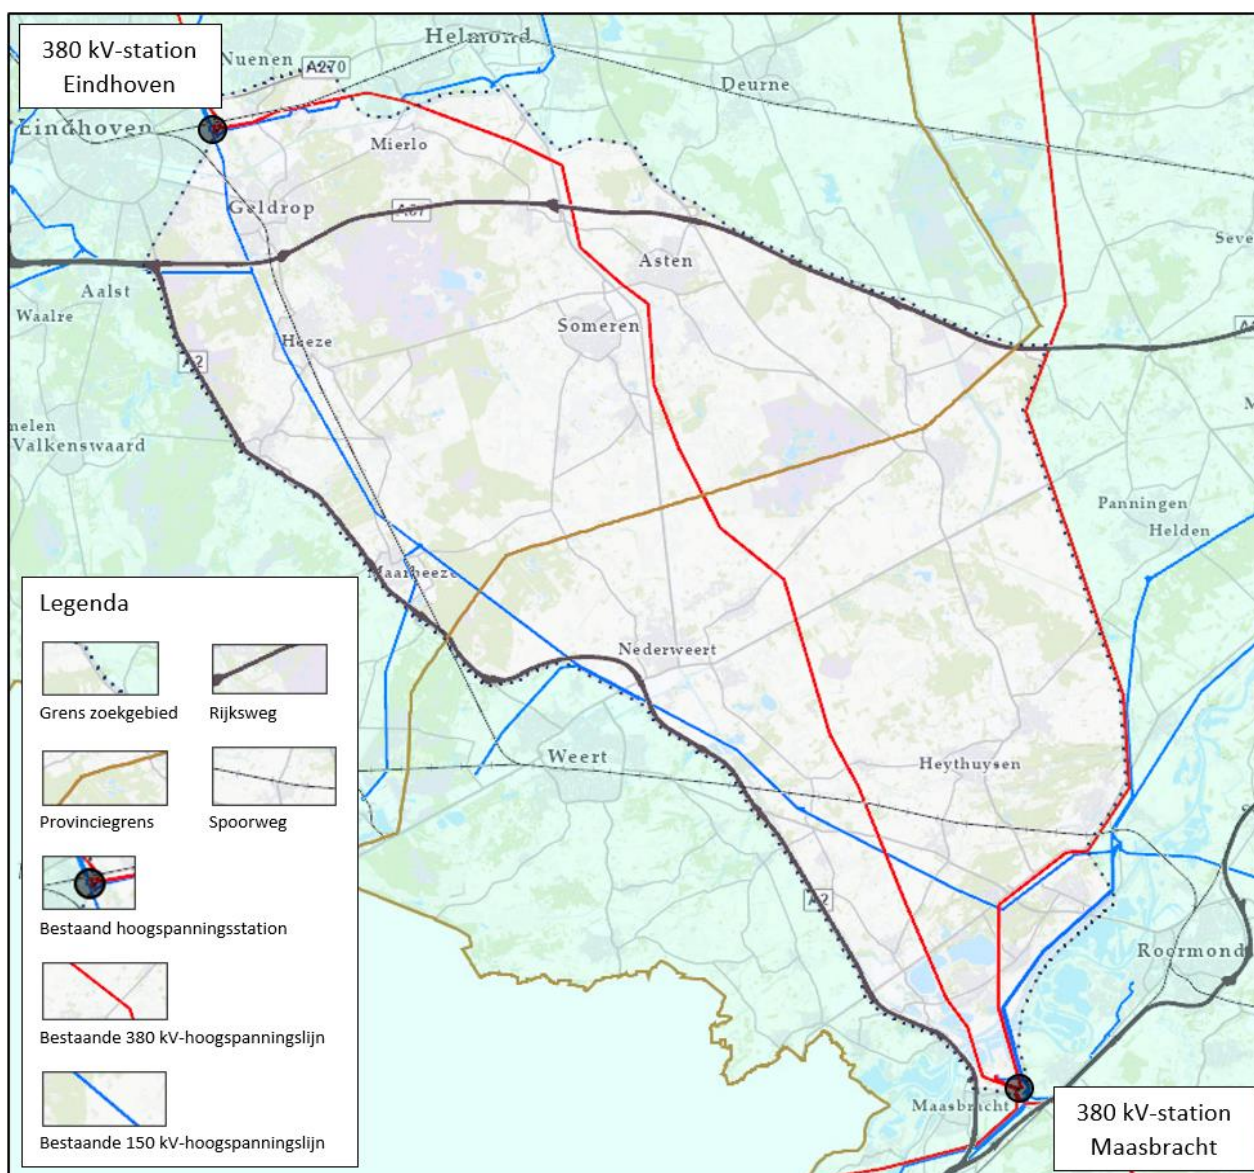 380 kV-station
Eindhoven
Nuenen
Helmond
A270
Deurne
Eindhoven
Mierlo
Geldrop
A67
Seve
Asten
Aalst
Waalre
Someren
Heeze
A2
melen
Valkenswaard
Panningen
Helden
Maarheeze
Legenda
Grens zoekgebied
Rijksweg
Provinciegrens
Spoorweg
Bestaand hoogspanningsstation
Bestaande 380 kV-hoogspanningslijn
Bestaande 150 kV-hoogspanningslijn
Nederweert
Weert
Heythuysen
A2
Roermond
Maasbracht
380 kV-station
Maasbracht